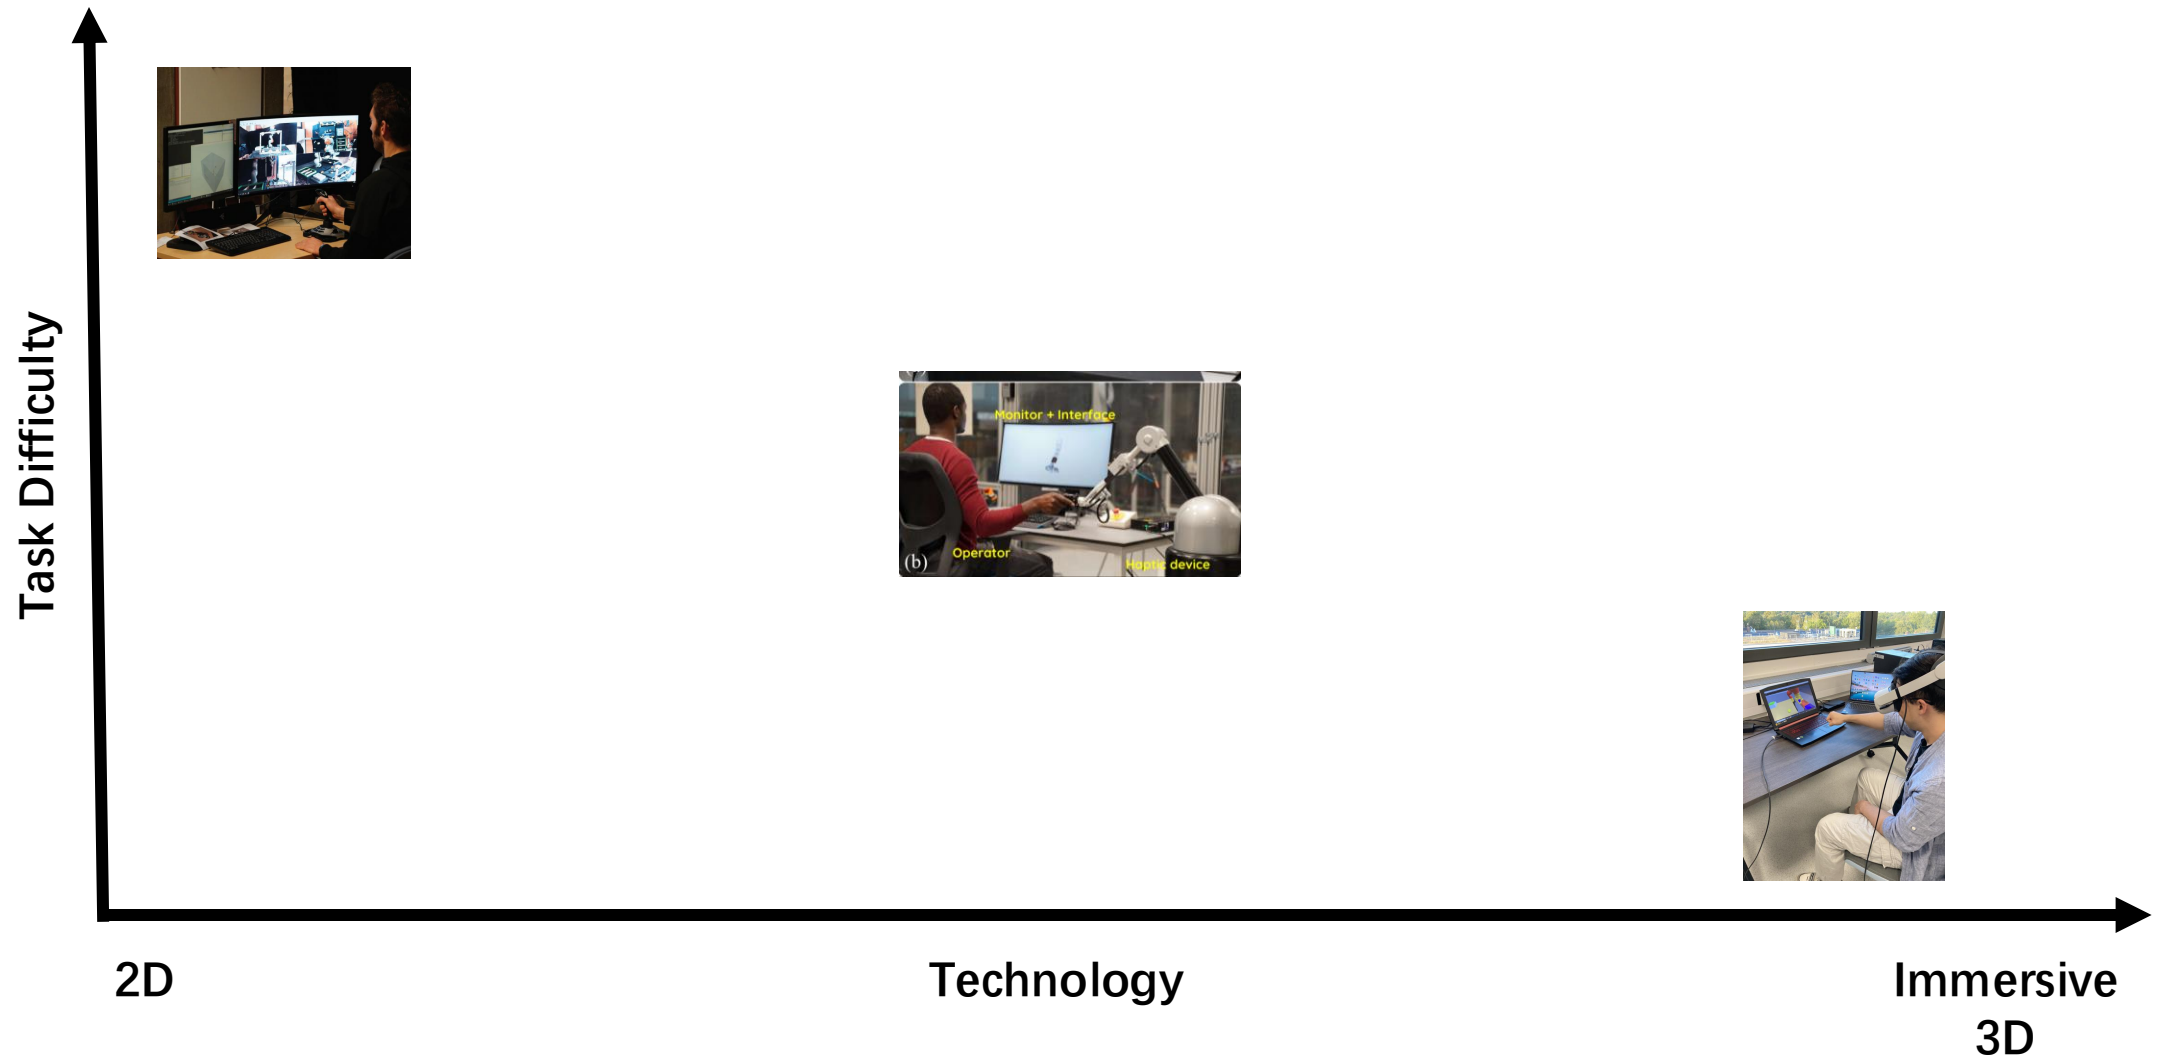 Task Difficulty
Monitor + Interface
Operator
(b)
Haptic device
2D
Technology
Immersive
3D